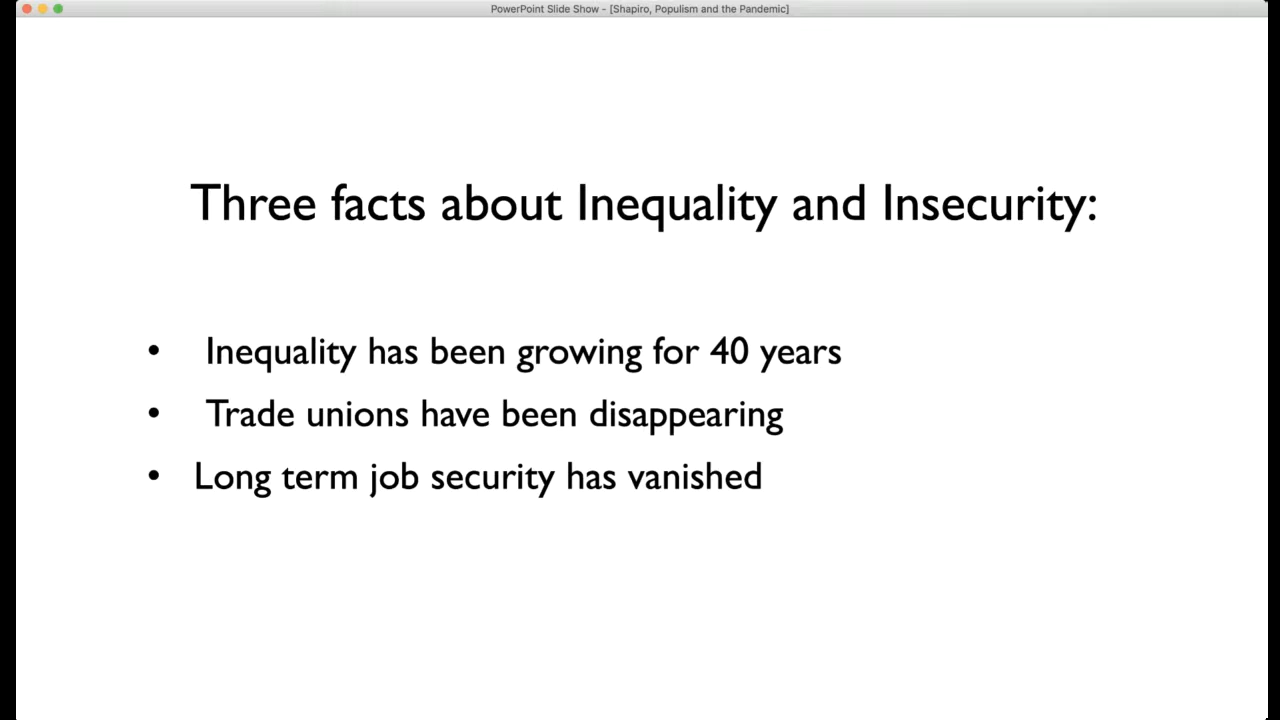 PowerPoint Slide Show - [Shapiro, Populism and the Pandemic]
Three facts about Inequality and Insecurity:
• Inequality has been growing for 40 years
• Trade unions have been disappearing
• Long term job security has vanished